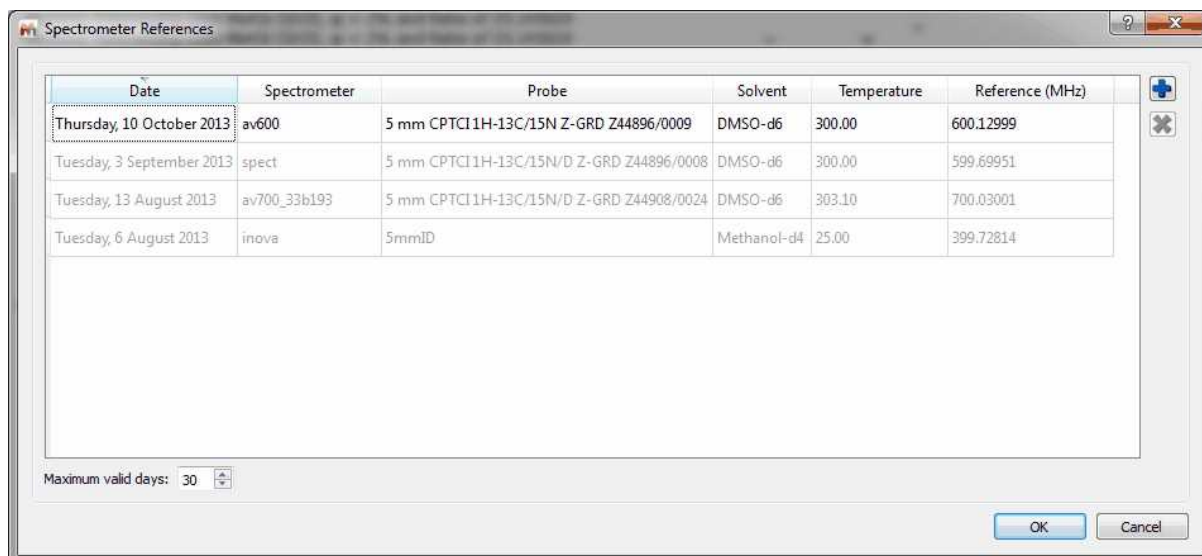 Spectrometer References
Date Spectrometer Probe Solvent Temperature Reference (MHz)
Thursday, 10 October 2013 av600 5 mm CPTCI 1H-13C/15N Z-GRD Z44896/0009 DMSO-d6 300.00 600.12999
Tuesday, 3 September 2013 spect 5 mm CPTCI 1H-13C/15N/D Z-GRD Z44896/0008 DMSO-d6 300.00 599.69951
Tuesday, 13 August 2013 av700_33b193 5 mm CPTCI 1H-13C/15N/D Z-GRD Z44908/0024 DMSO-d6 303.10 700.03001
Tuesday, 6 August 2013 inova 5mmID Methanol-d4 25.00 399.72814
Maximum valid days: 30
OK Cancel